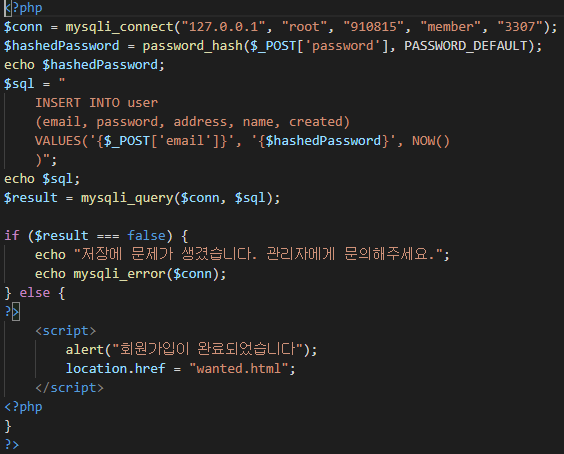 <?php
$conn = mysqli_connect("127.0.0.1", "root", "910815", "member", "3307");
$hashedPassword = password_hash($_POST['password'], PASSWORD_DEFAULT);
echo $hashedPassword;
$sql = "
    INSERT INTO user
    (email, password, address, name, created)
    VALUES('{$_POST['email']}', '{$hashedPassword}', NOW()
    )";
echo $sql;
$result = mysqli_query($conn, $sql);

if ($result === false) {
    echo "저장에 문제가 생겼습니다. 관리자에게 문의해주세요.";
    echo mysqli_error($conn);
} else {
?>
    <script>
        alert("회원가입이 완료되었습니다");
        location.href = "wanted.html";
    </script>
<?php
}
?>